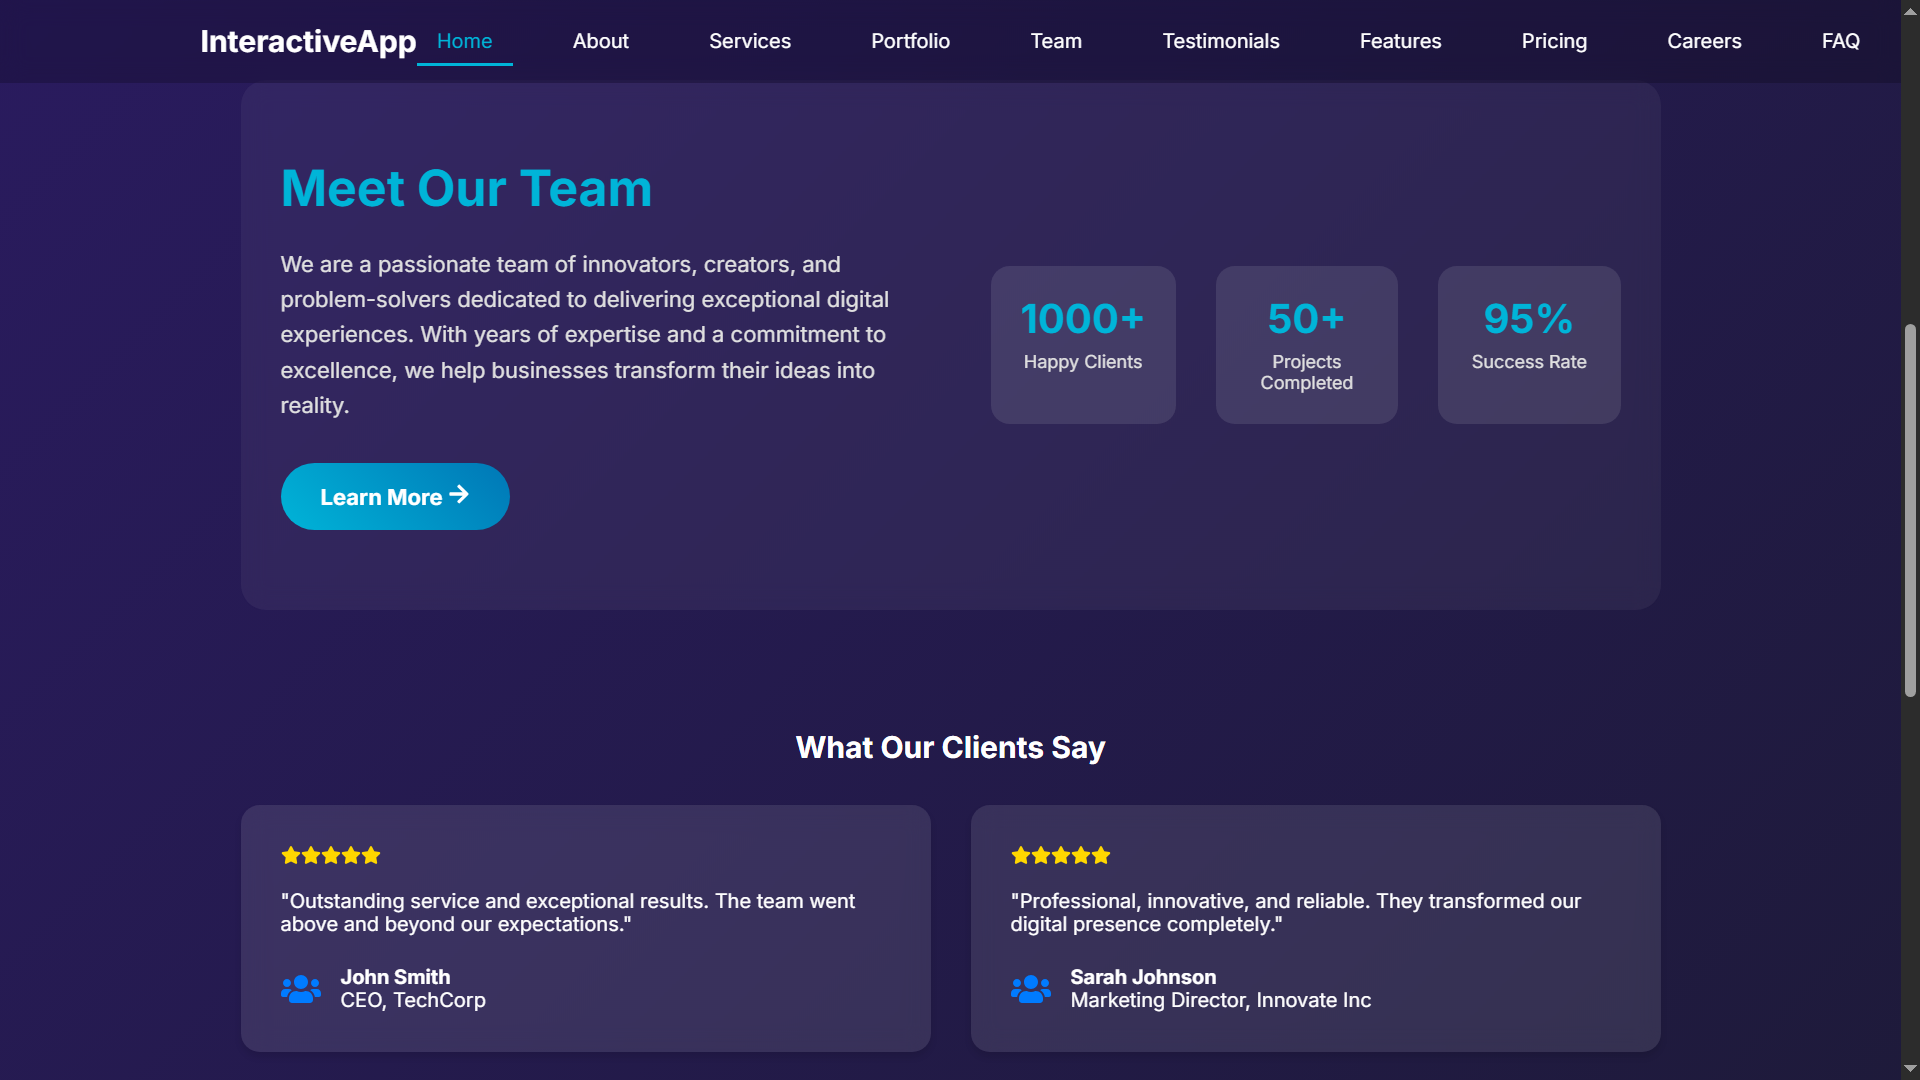 InteractiveApp Home About Services Portfolio Team Testimonials Features Pricing Careers FAQ
Meet Our Team
We are a passionate team of innovators, creators, and
problem-solvers dedicated to delivering exceptional digital
experiences. With years of expertise and a commitment to
excellence, we help businesses transform their ideas into
reality.
Learn More
1000+
Happy Clients
50+
Projects
Completed
95%
Success Rate
What Our Clients Say
"Outstanding service and exceptional results. The team went
above and beyond our expectations."
John Smith
CEO, TechCorp
"Professional, innovative, and reliable. They transformed our
digital presence completely."
Sarah Johnson
Marketing Director, Innovate Inc